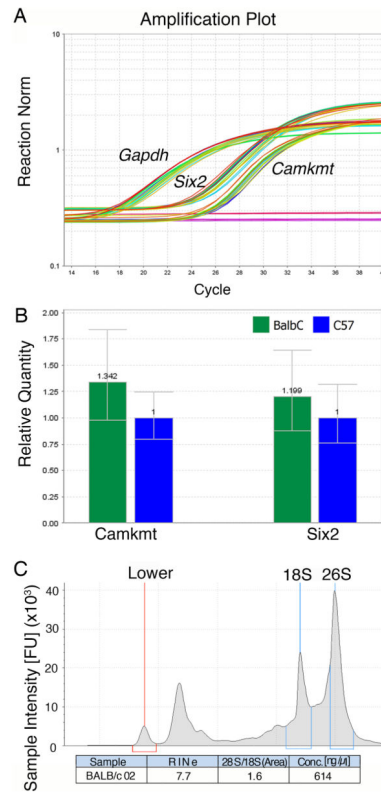 A
Amplification Plot
Reaction Norm
10
1
0.1
Gapdh
Six2
Camkmt
14 16 18 20 22 24 26 28 30 32 34 36 38
Cycle
B
Relative Quantity
2.00
1.75
1.50
1.25
1.00
0.75
0.50
0.25
0.00
BalbC C57
1.342
1
1.199
1
Camkmt Six2
C
Sample Intensity [FU] (x10³)
40
30
20
10
0
Lower 18S 26S
Sample RINe 28S/18S(Area) Conc. [ng/µl]
BALB/c 02 7.7 1.6 614